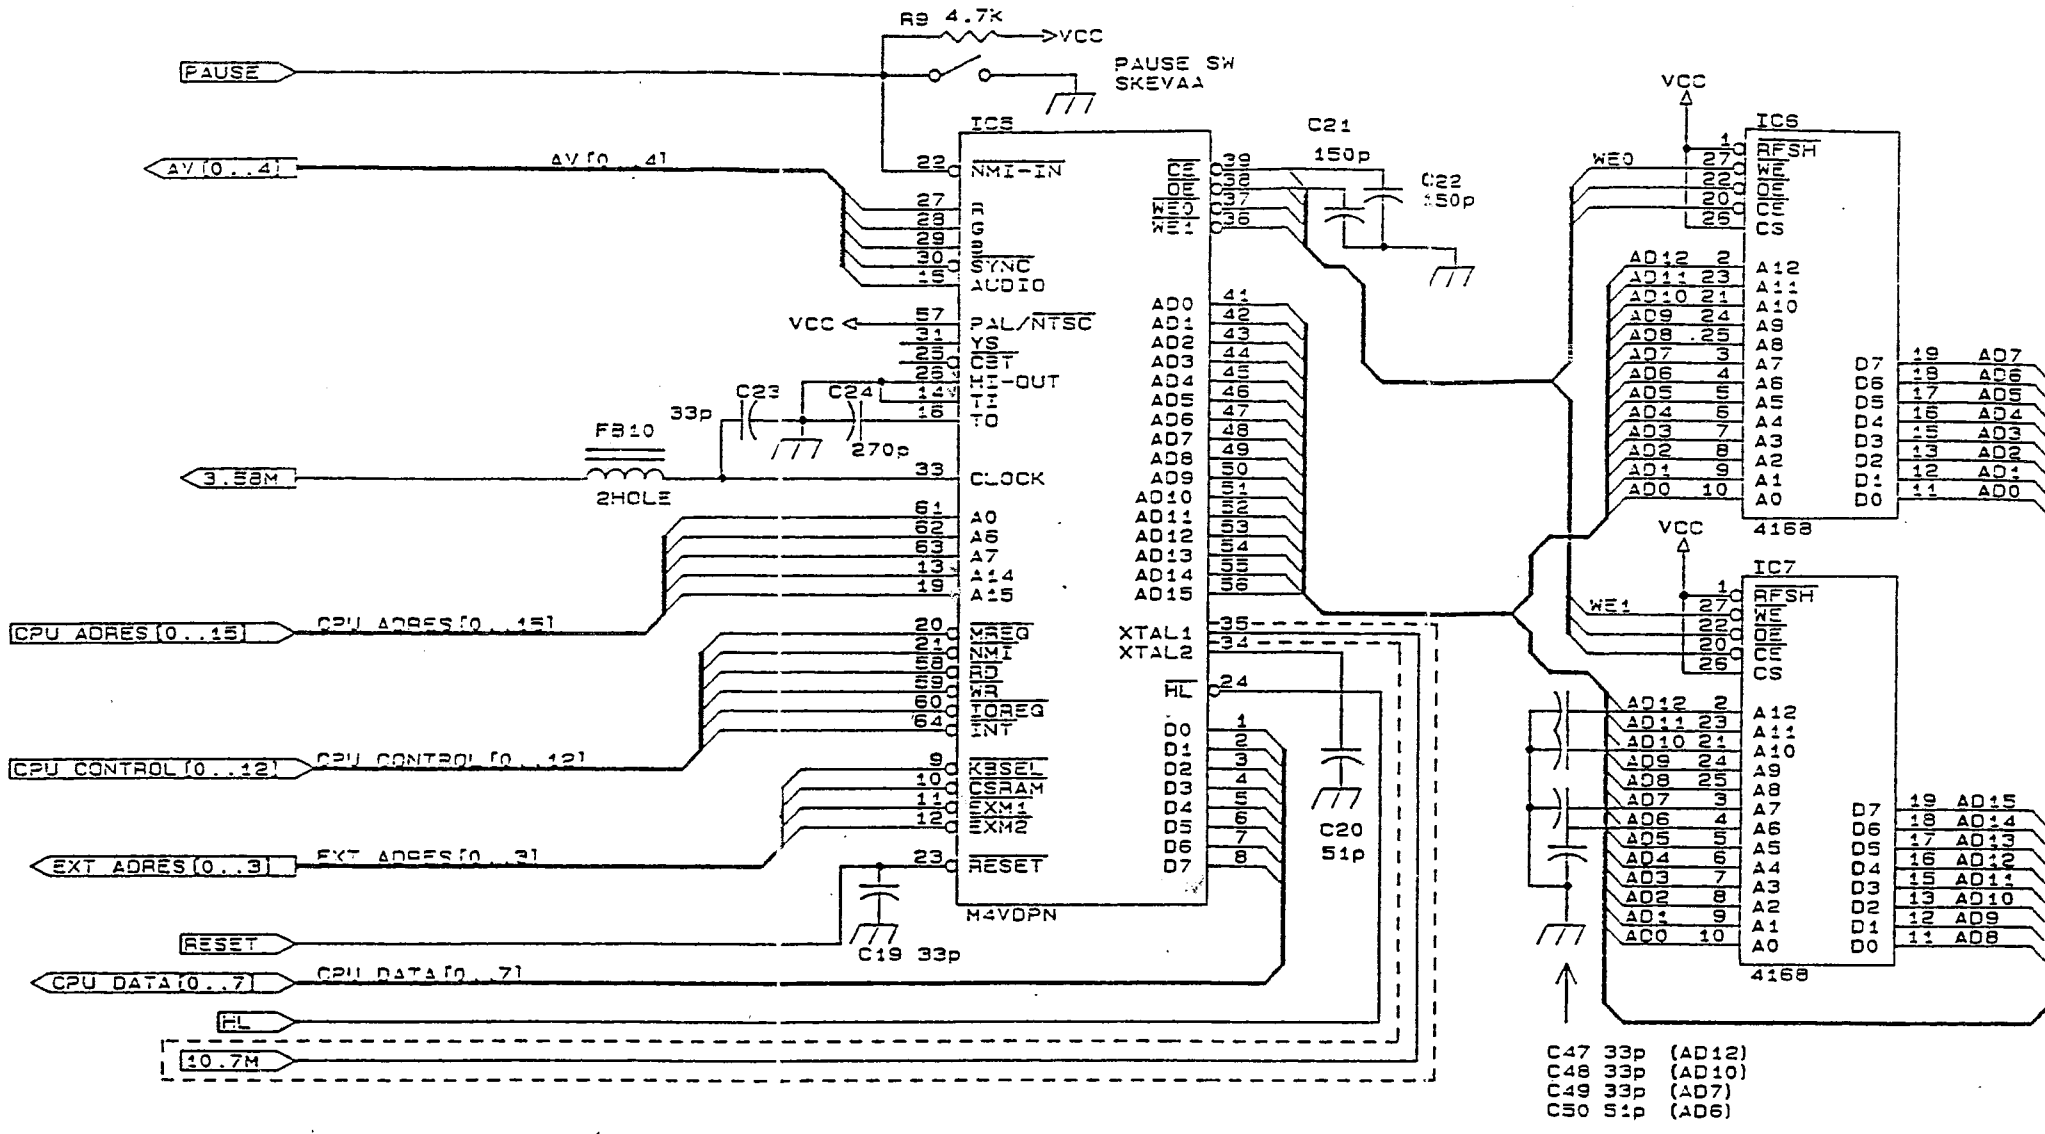 R9 4.7K
VCC
PAUSE
PAUSE SW
SKEVAA
AV[0..4]
AV[0..4]
IC5
22 NMI-IN
27 R
28 G
29 B
30 SYNC
15 AUDIO
VCC
57 PAL/NTSC
31 YS
25 CBT
26 HI-OUT
14 TI
16 TO
C23
33p
C24
270p
FB10
2HOLE
3.58M
33 CLOCK
61 A0
62 A6
63 A7
13 A14
19 A15
CPU ADRES[0..15]
CPU ADRES[0..15]
20 MREQ
21 NMI
58 RD
59 WR
60 IOREQ
64 INT
CPU CONTROL[0..12]
CPU CONTROL[0..12]
9 KBSEL
10 CSRAM
11 EXM1
12 EXM2
EXT ADRES[0..3]
EXT ADRES[0..3]
23 RESET
M4VDPN
RESET
C19 33p
CPU DATA[0..7]
CPU DATA[0..7]
HL
10.7M
CE 39
OE 38
WE0 37
WE1 36
C21
150p
C22
150p
AD0 41
AD1 42
AD2 43
AD3 44
AD4 45
AD5 46
AD6 47
AD7 48
AD8 49
AD9 50
AD10 51
AD11 52
AD12 53
AD13 54
AD14 55
AD15 56
XTAL1 35
XTAL2 34
HL 24
D0 1
D1 2
D2 3
D3 4
D4 5
D5 6
D6 7
D7 8
C20
51p
VCC
IC6
1 RFSH
WE0 27 WE
22 OE
20 CE
26 CS
AD12 2 A12
AD11 23 A11
AD10 21 A10
AD9 24 A9
AD8 25 A8
AD7 3 A7
AD6 4 A6
AD5 5 A5
AD4 6 A4
AD3 7 A3
AD2 8 A2
AD1 9 A1
AD0 10 A0
D7 19 AD7
D6 18 AD6
D5 17 AD5
D4 16 AD4
D3 15 AD3
D2 13 AD2
D1 12 AD1
D0 11 AD0
4168
VCC
IC7
1 RFSH
WE1 27 WE
22 OE
20 CE
26 CS
AD12 2 A12
AD11 23 A11
AD10 21 A10
AD9 24 A9
AD8 25 A8
AD7 3 A7
AD6 4 A6
AD5 5 A5
AD4 6 A4
AD3 7 A3
AD2 8 A2
AD1 9 A1
AD0 10 A0
D7 19 AD15
D6 18 AD14
D5 17 AD13
D4 16 AD12
D3 15 AD11
D2 13 AD10
D1 12 AD9
D0 11 AD8
4168
C47 33p (AD12)
C48 33p (AD10)
C49 33p (AD7)
C50 51p (AD6)